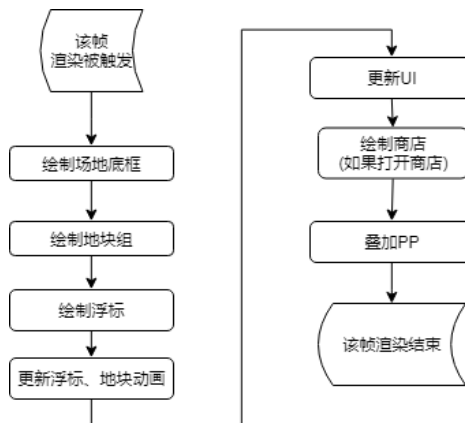 该帧
渲染被触发
绘制场地底框
绘制地块组
绘制浮标
更新浮标、地块动画
更新UI
绘制商店
(如果打开商店)
叠加PP
该帧渲染结束